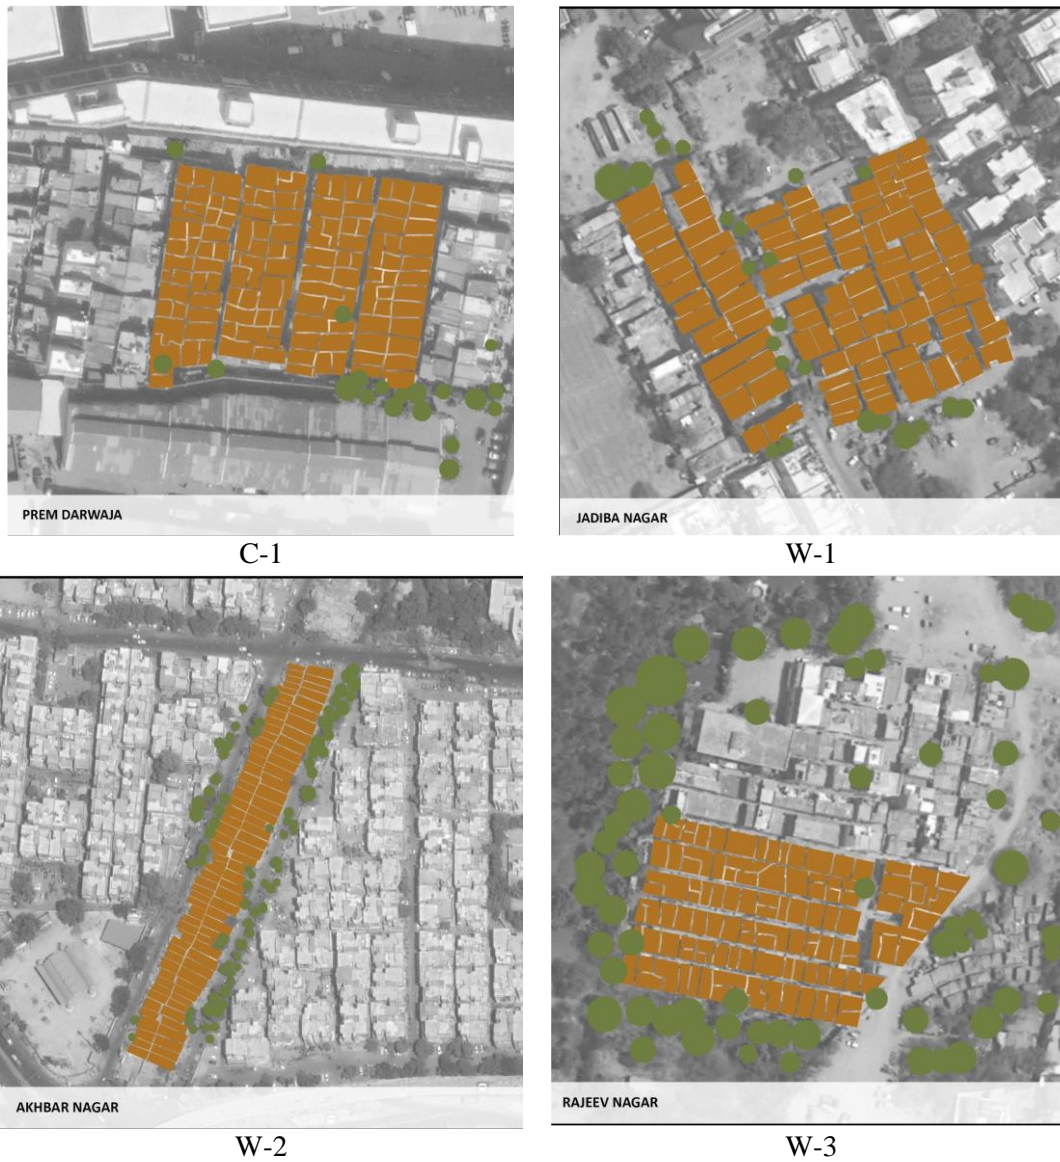 PREM DARWAJA
C-1
JADIBA NAGAR
W-1
AKHBAR NAGAR
W-2
RAJEEV NAGAR
W-3